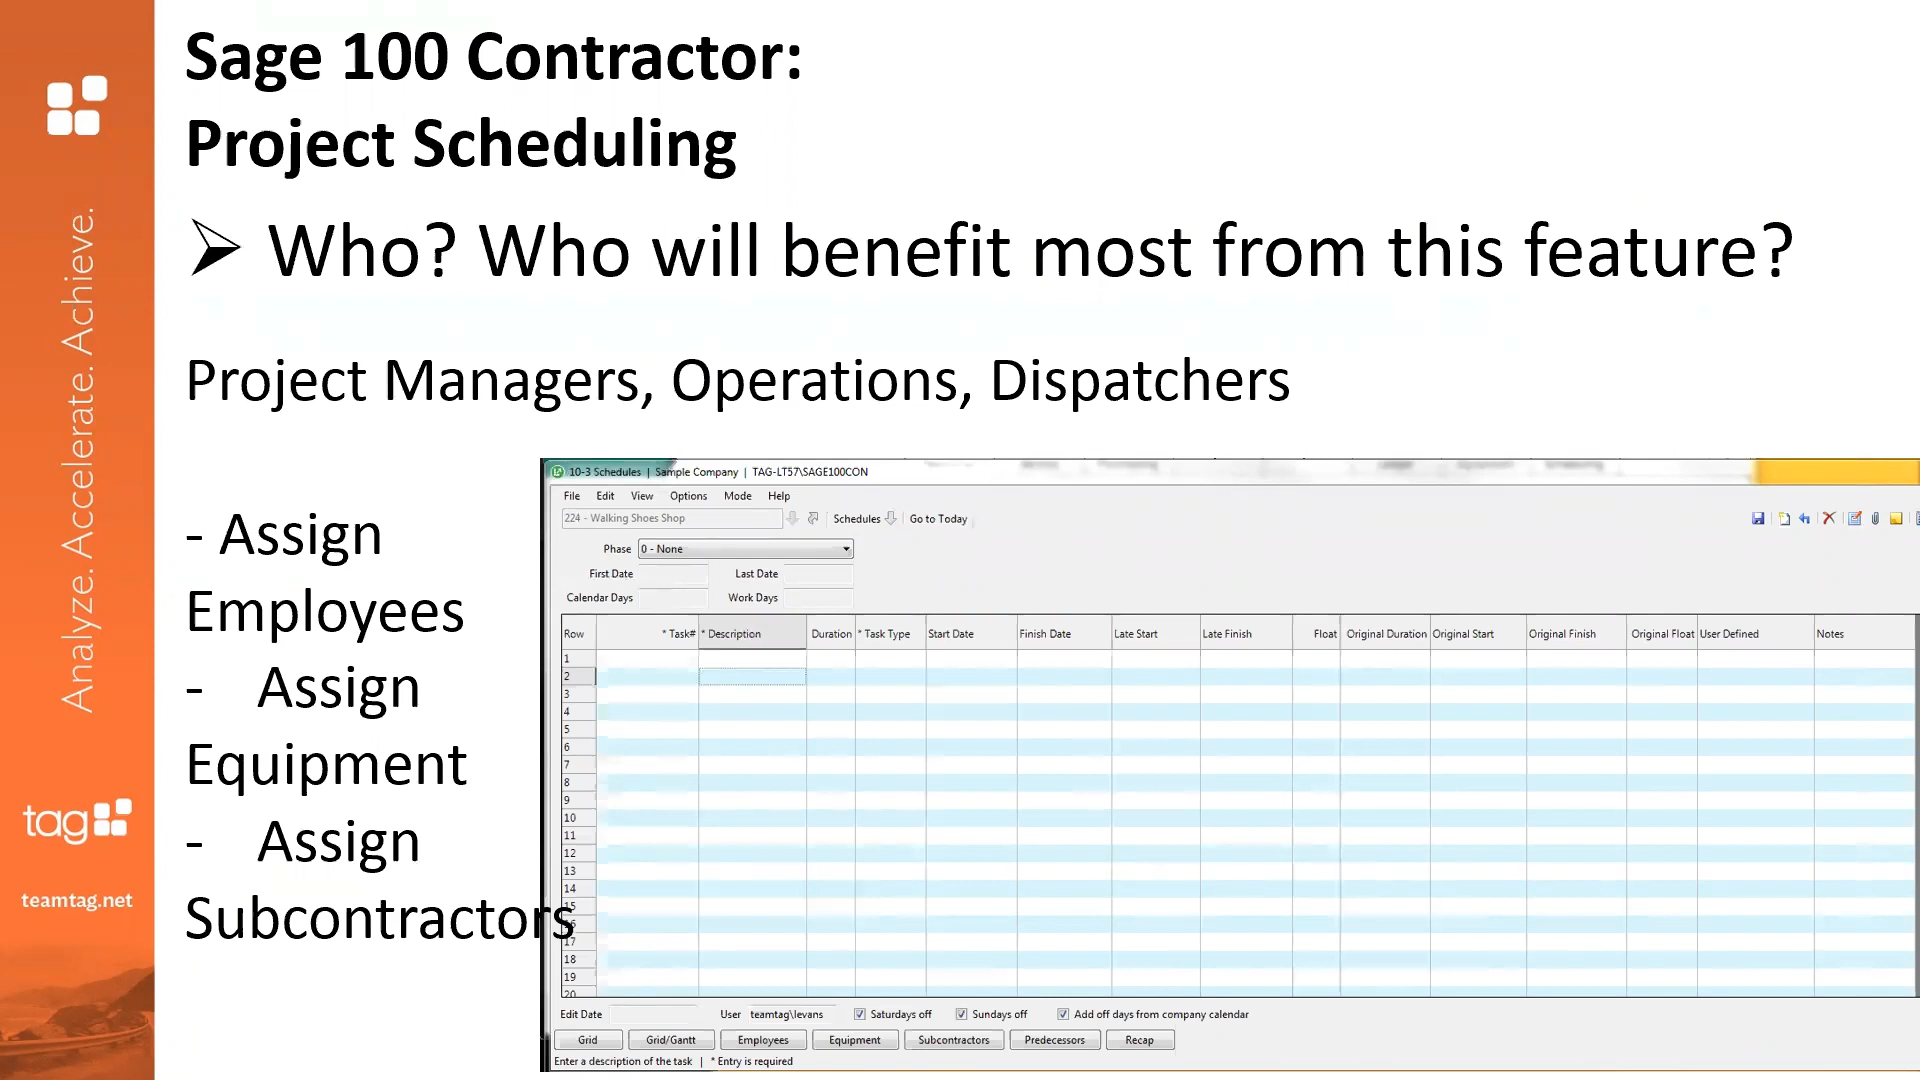 Sage 100 Contractor:
Project Scheduling
Who? Who will benefit most from this feature?
Project Managers, Operations, Dispatchers
- Assign
Employees
- Assign
Equipment
- Assign
Subcontractors
Analyze. Accelerate. Achieve.
tag
teamtag.net
10-3 Schedules | Sample Company | TAG-LT57\SAGE100CON
File Edit View Options Mode Help
224 - Walking Shoes Shop Schedules Go to Today
Phase 0 - None
First Date Last Date
Calendar Days Work Days
Row * Task# * Description Duration * Task Type Start Date Finish Date Late Start Late Finish Float Original Duration Original Start Original Finish Original Float User Defined Notes
1
2
3
4
5
6
7
8
9
10
11
12
13
14
15
16
17
18
19
20
Edit Date User teamtag\levans Saturdays off Sundays off Add off days from company calendar
Grid Grid/Gantt Employees Equipment Subcontractors Predecessors Recap
Enter a description of the task | * Entry is required